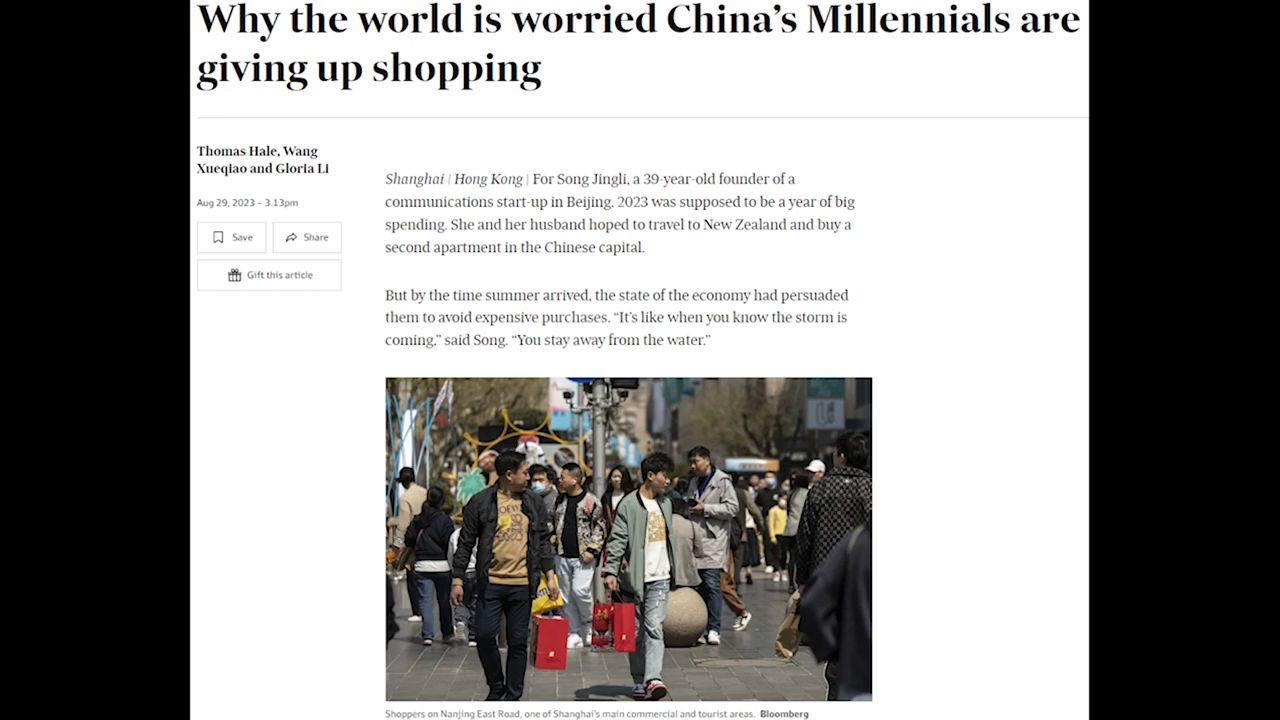 Why the world is worried China's Millennials are
giving up shopping
Thomas Hale, Wang
Xueqiao and Gloria Li
Aug 29, 2023 – 3.13pm
Save
Share
Gift this article
Shanghai | Hong Kong | For Song Jingli, a 39-year-old founder of a
communications start-up in Beijing, 2023 was supposed to be a year of big
spending. She and her husband hoped to travel to New Zealand and buy a
second apartment in the Chinese capital.
But by the time summer arrived, the state of the economy had persuaded
them to avoid expensive purchases. “It's like when you know the storm is
coming,” said Song. “You stay away from the water.”
Shoppers on Nanjing East Road, one of Shanghai's main commercial and tourist areas. Bloomberg